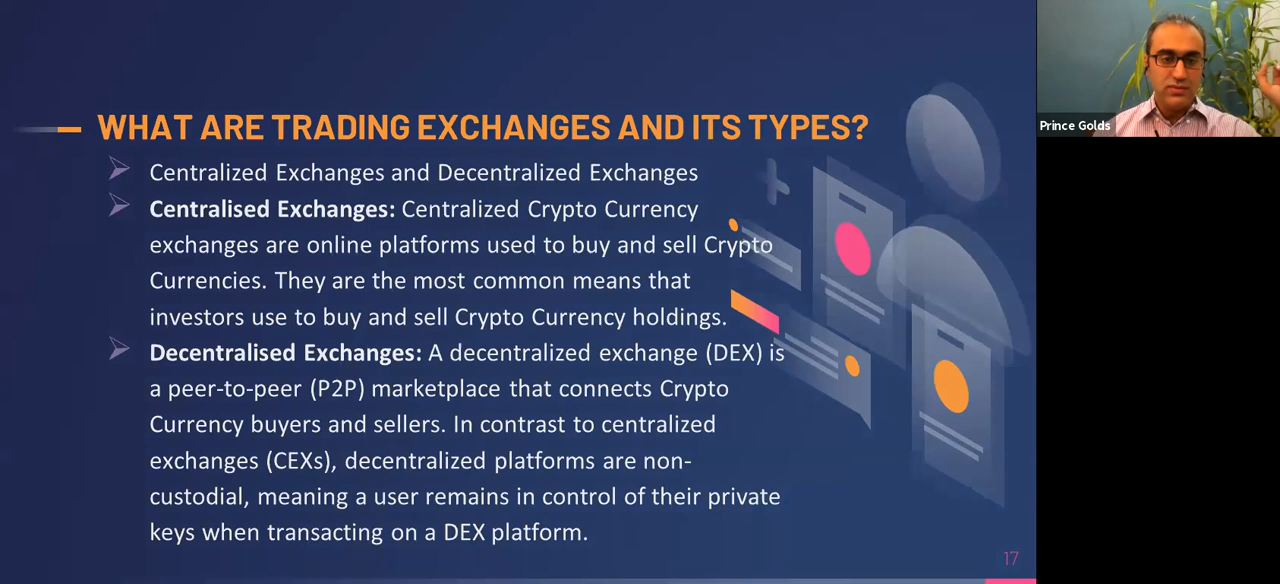 WHAT ARE TRADING EXCHANGES AND ITS TYPES?
Centralized Exchanges and Decentralized Exchanges
Centralised Exchanges: Centralized Crypto Currency
exchanges are online platforms used to buy and sell Crypto
Currencies. They are the most common means that
investors use to buy and sell Crypto Currency holdings.
Decentralised Exchanges: A decentralized exchange (DEX) is
a peer-to-peer (P2P) marketplace that connects Crypto
Currency buyers and sellers. In contrast to centralized
exchanges (CEXs), decentralized platforms are non-
custodial, meaning a user remains in control of their private
keys when transacting on a DEX platform.
17
Prince Golds